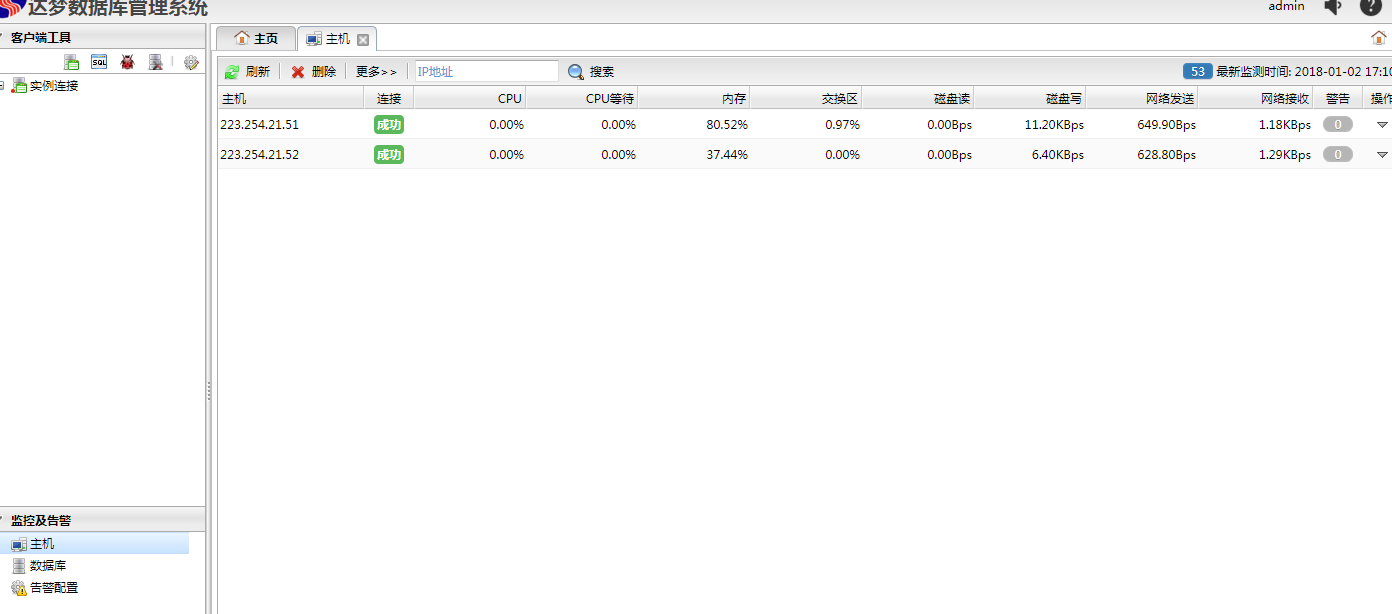 达梦数据库管理系统
admin
客户端工具
主页 主机
SQL
刷新 删除 更多>> IP地址 搜索 53 最新监测时间: 2018-01-02 17:10
实例连接
主机 连接 CPU CPU等待 内存 交换区 磁盘读 磁盘写 网络发送 网络接收 警告 操作
223.254.21.51 成功 0.00% 0.00% 80.52% 0.97% 0.00Bps 11.20KBps 649.90Bps 1.18KBps 0
223.254.21.52 成功 0.00% 0.00% 37.44% 0.00% 0.00Bps 6.40KBps 628.80Bps 1.29KBps 0
监控及告警
主机
数据库
告警配置